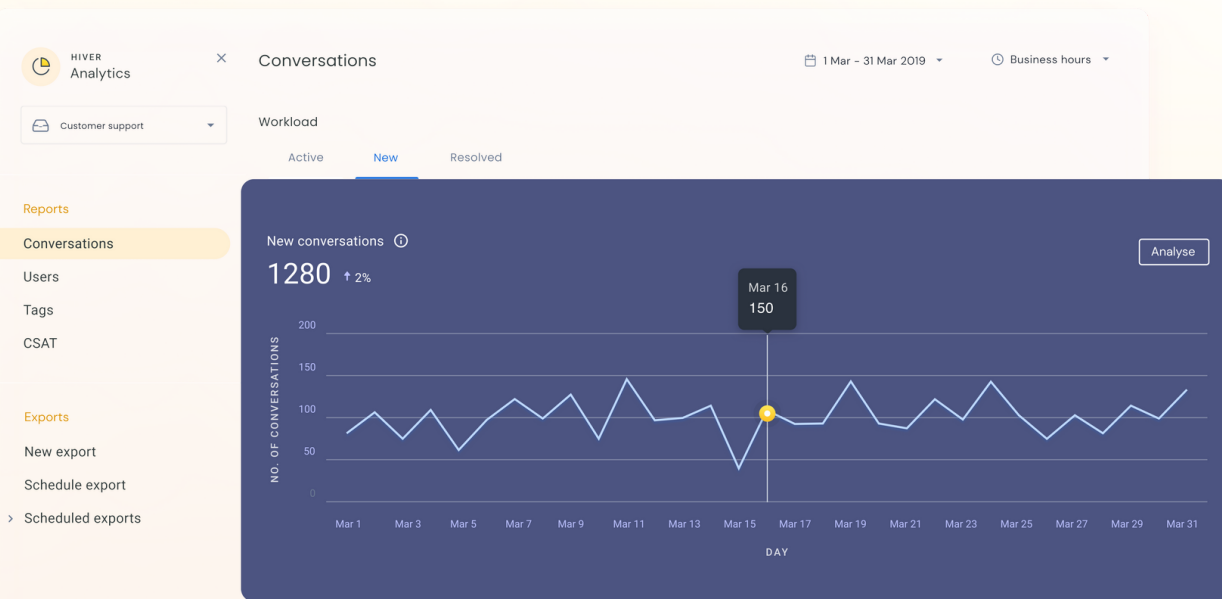 HIVER
Analytics
Customer support
Reports
Conversations
Users
Tags
CSAT
Exports
New export
Schedule export
Scheduled exports
Conversations
1 Mar - 31 Mar 2019
Business hours
Workload
Active New Resolved
New conversations
1280 2%
Analyse
Mar 16
150
NO. OF CONVERSATIONS
200
150
100
50
0
Mar 1 Mar 3 Mar 5 Mar 7 Mar 9 Mar 11 Mar 13 Mar 15 Mar 17 Mar 19 Mar 21 Mar 23 Mar 25 Mar 27 Mar 29 Mar 31
DAY